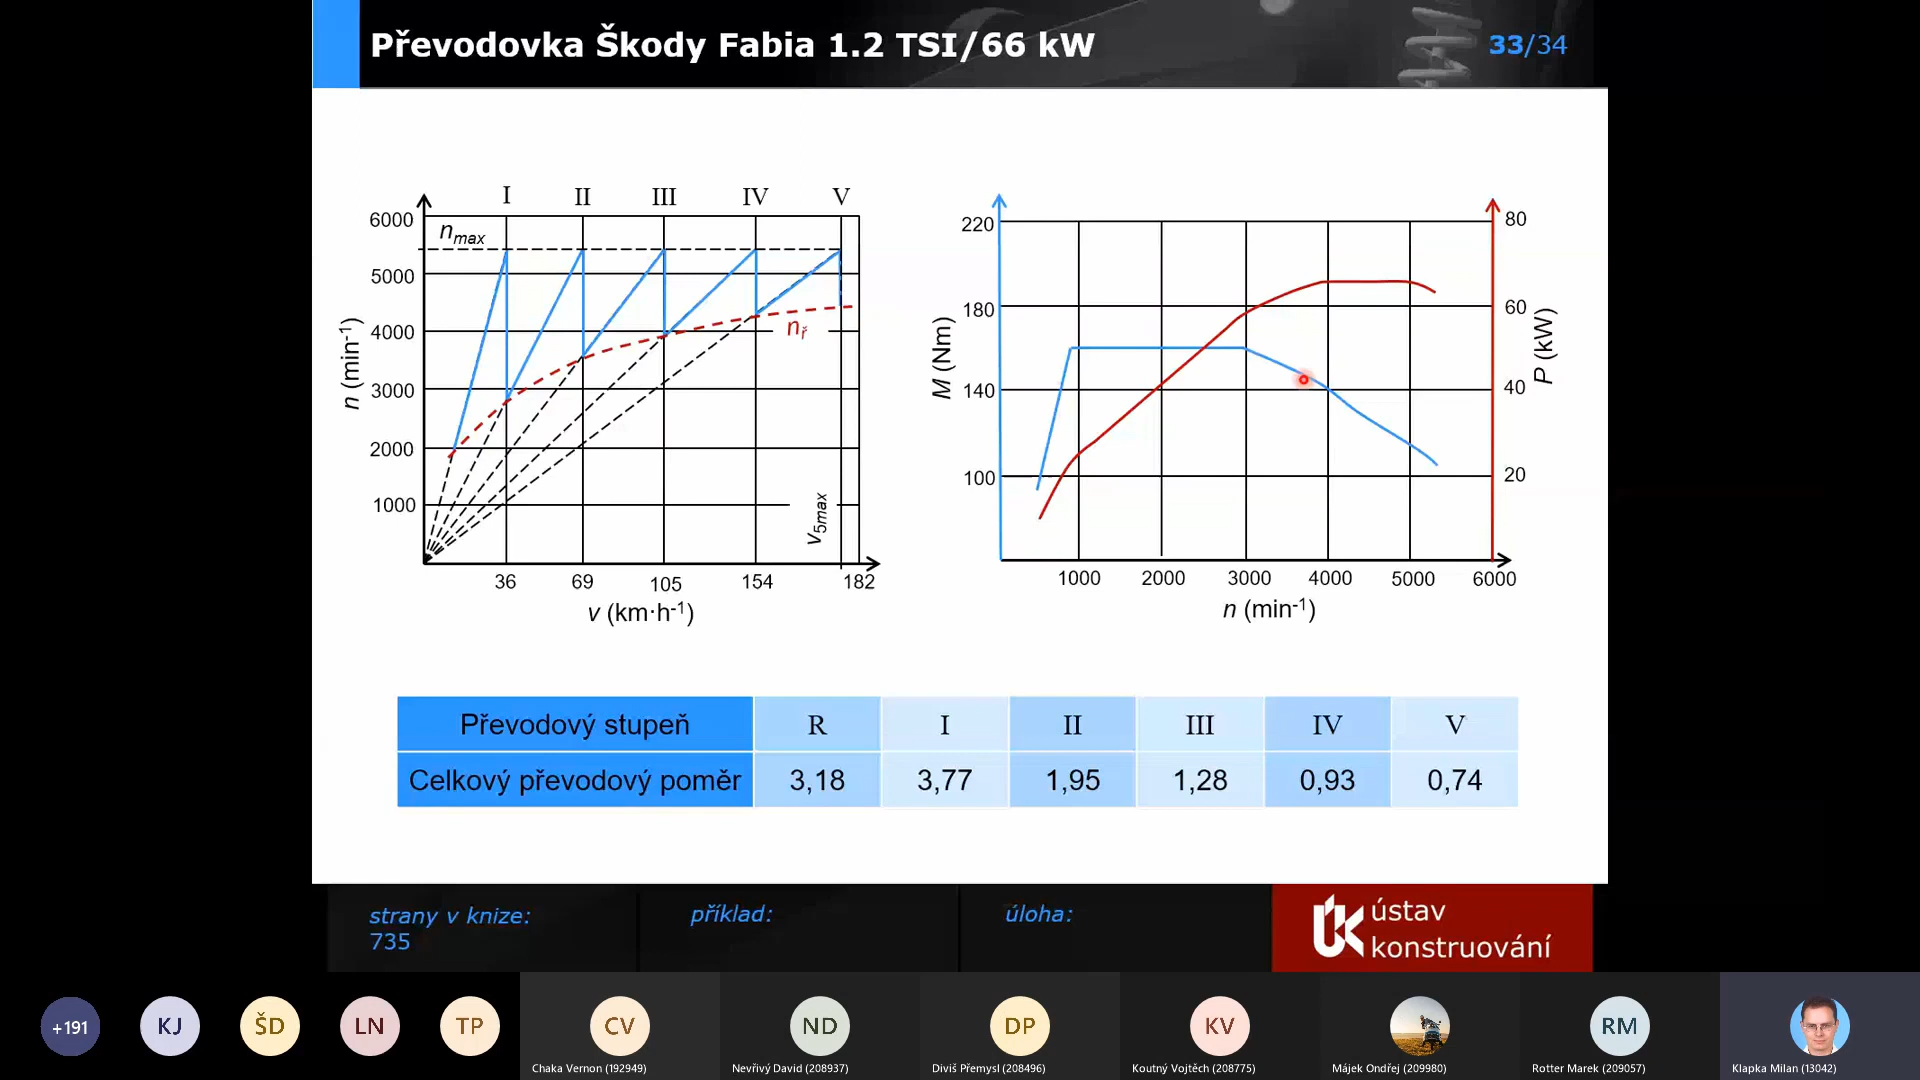 Převodovka Škody Fabia 1.2 TSI/66 kW
33/34
I II III IV V
6000
5000
4000
3000
2000
1000
n (min-1)
nmax
nř
v5max
36 69 105 154 182
v (km·h-1)
220
180
140
100
M (Nm)
80
60
40
20
P (kW)
1000 2000 3000 4000 5000 6000
n (min-1)
Převodový stupeň R I II III IV V
Celkový převodový poměr 3,18 3,77 1,95 1,28 0,93 0,74
strany v knize:
735
příklad:
úloha:
ústav
konstruování
+191 KJ ŠD LN TP CV ND DP KV RM
Chaka Vernon (192949) Nevřivý David (208937) Diviš Přemysl (208496) Koutný Vojtěch (208775) Májek Ondřej (209980) Rotter Marek (209057) Klapka Milan (13042)